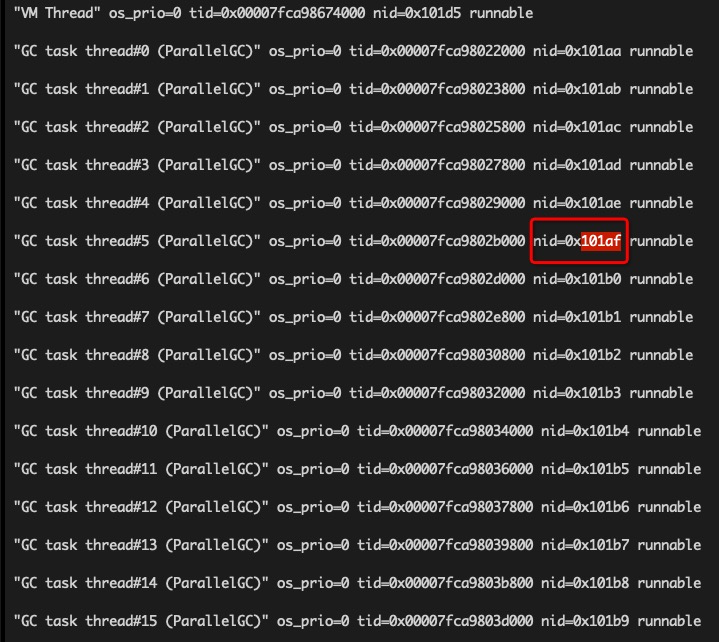 "VM Thread" os_prio=0 tid=0x00007fca98674000 nid=0x101d5 runnable
"GC task thread#0 (ParallelGC)" os_prio=0 tid=0x00007fca98022000 nid=0x101aa runnable
"GC task thread#1 (ParallelGC)" os_prio=0 tid=0x00007fca98023800 nid=0x101ab runnable
"GC task thread#2 (ParallelGC)" os_prio=0 tid=0x00007fca98025800 nid=0x101ac runnable
"GC task thread#3 (ParallelGC)" os_prio=0 tid=0x00007fca98027800 nid=0x101ad runnable
"GC task thread#4 (ParallelGC)" os_prio=0 tid=0x00007fca98029000 nid=0x101ae runnable
"GC task thread#5 (ParallelGC)" os_prio=0 tid=0x00007fca9802b000 nid=0x101af runnable
"GC task thread#6 (ParallelGC)" os_prio=0 tid=0x00007fca9802d000 nid=0x101b0 runnable
"GC task thread#7 (ParallelGC)" os_prio=0 tid=0x00007fca9802e800 nid=0x101b1 runnable
"GC task thread#8 (ParallelGC)" os_prio=0 tid=0x00007fca98030800 nid=0x101b2 runnable
"GC task thread#9 (ParallelGC)" os_prio=0 tid=0x00007fca98032000 nid=0x101b3 runnable
"GC task thread#10 (ParallelGC)" os_prio=0 tid=0x00007fca98034000 nid=0x101b4 runnable
"GC task thread#11 (ParallelGC)" os_prio=0 tid=0x00007fca98036000 nid=0x101b5 runnable
"GC task thread#12 (ParallelGC)" os_prio=0 tid=0x00007fca98037800 nid=0x101b6 runnable
"GC task thread#13 (ParallelGC)" os_prio=0 tid=0x00007fca98039800 nid=0x101b7 runnable
"GC task thread#14 (ParallelGC)" os_prio=0 tid=0x00007fca9803b800 nid=0x101b8 runnable
"GC task thread#15 (ParallelGC)" os_prio=0 tid=0x00007fca9803d000 nid=0x101b9 runnable